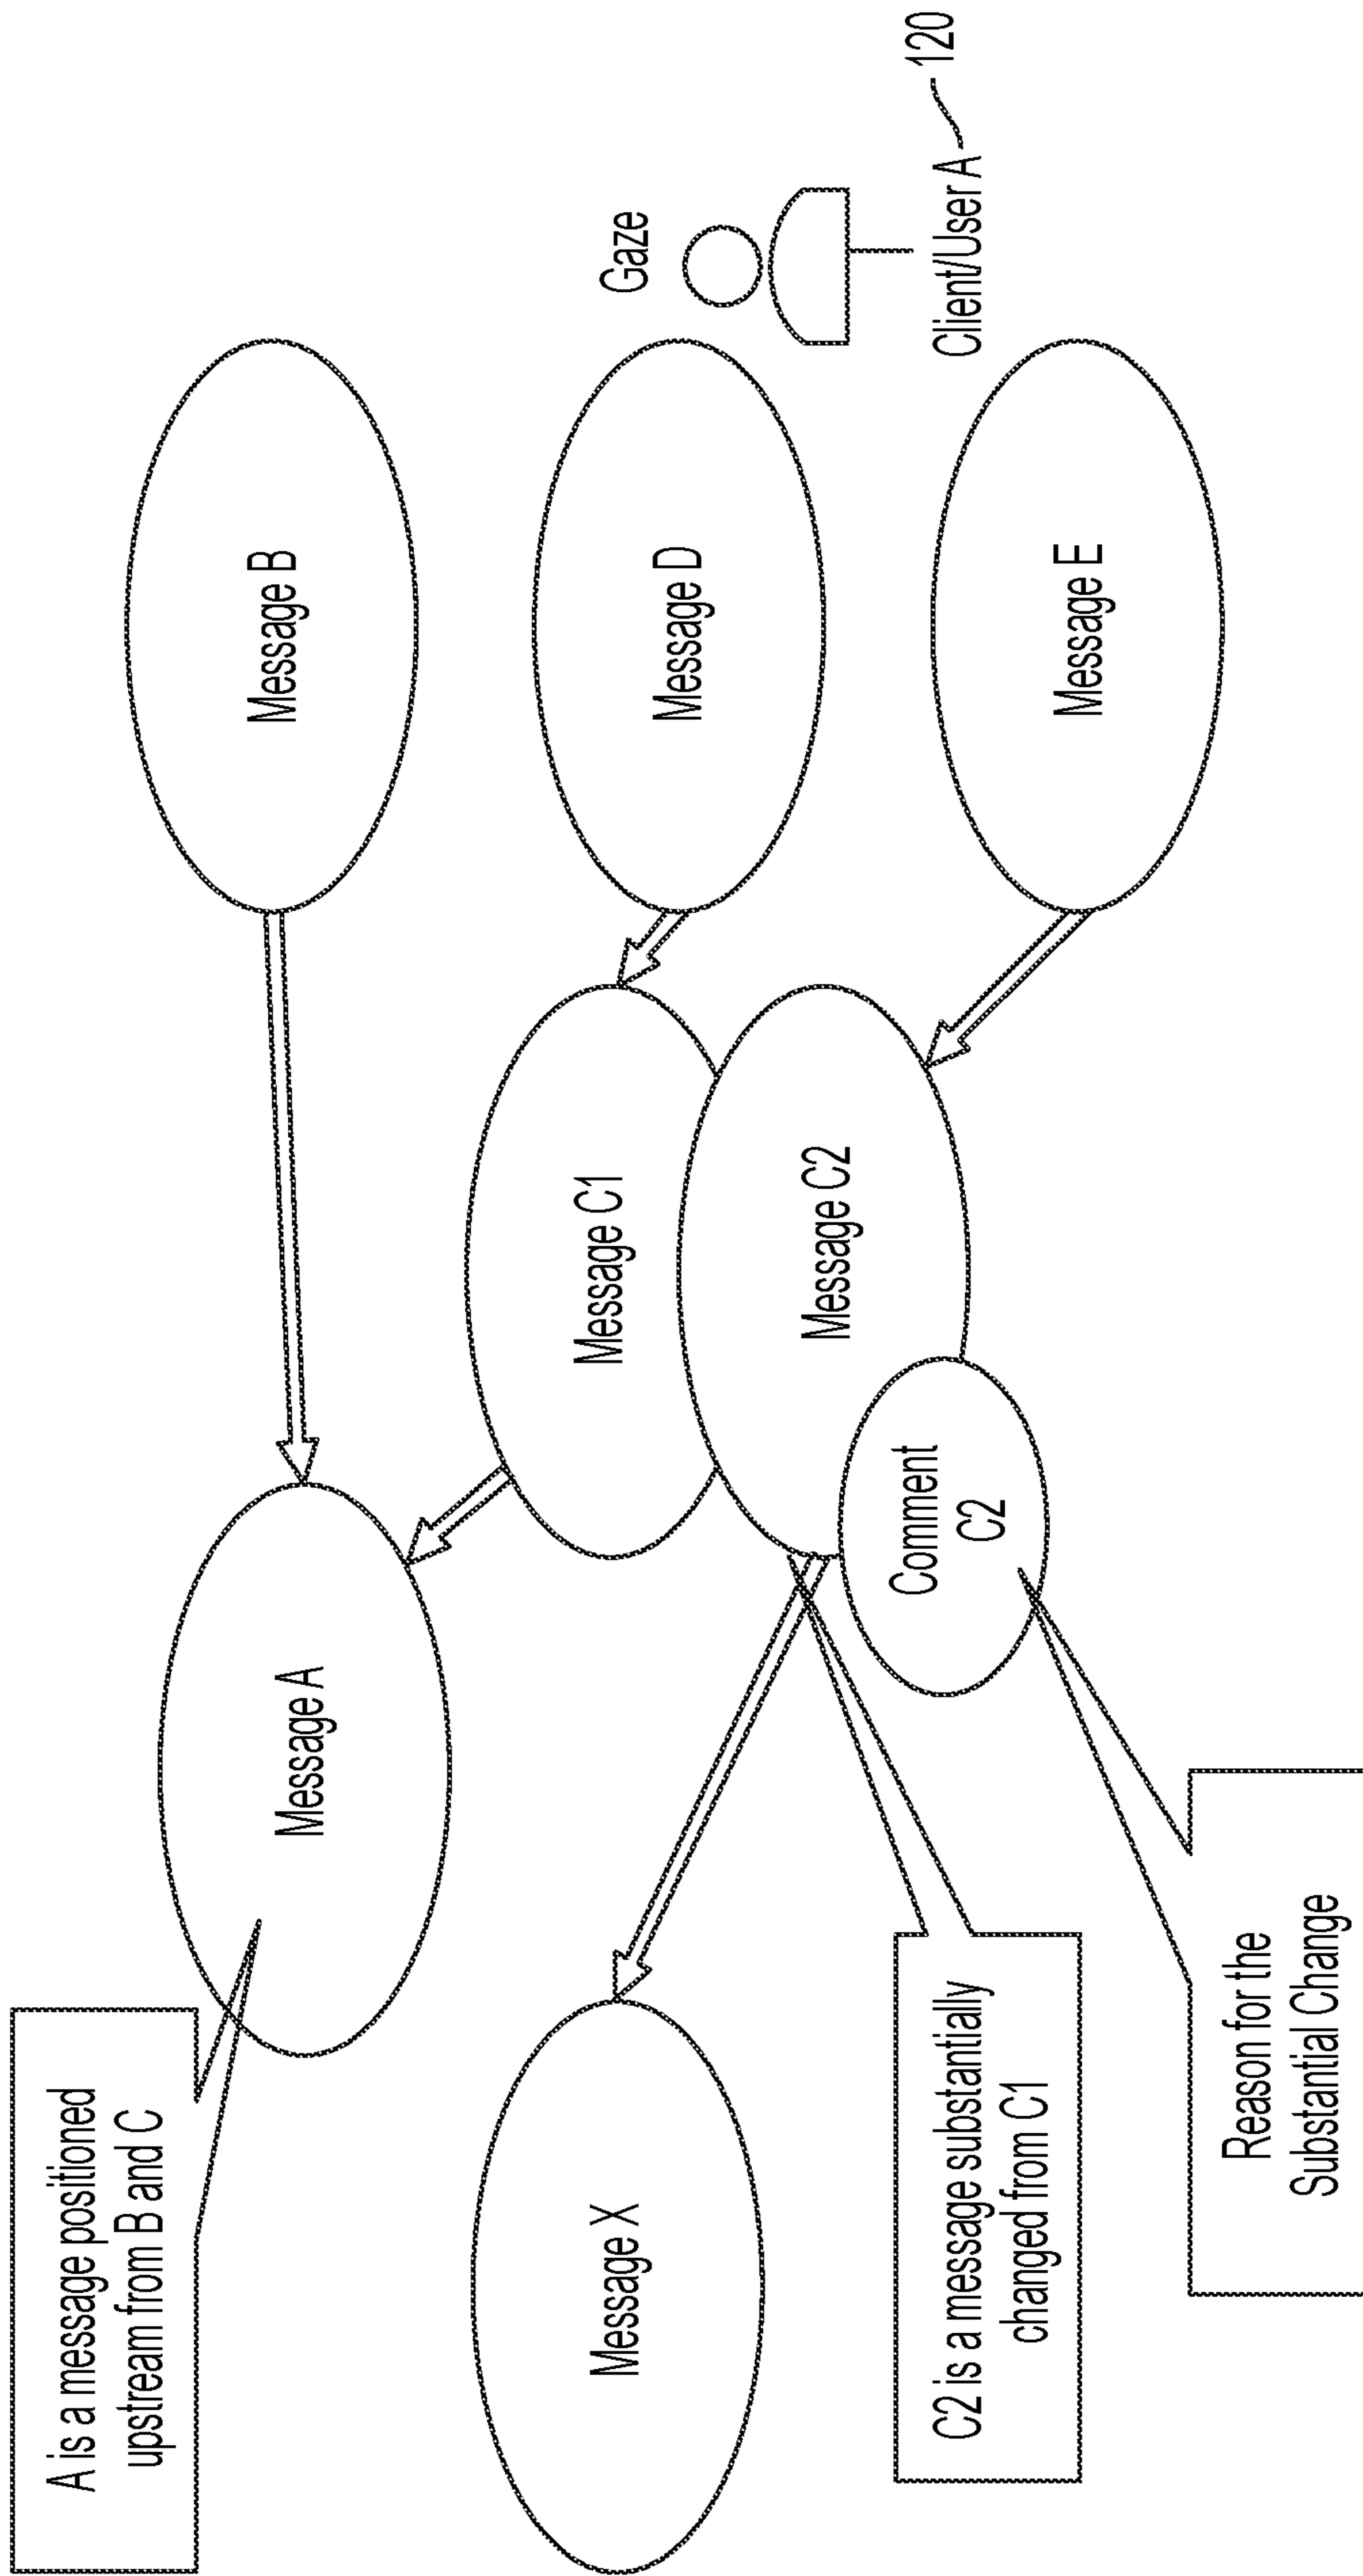 A is a message positioned
upstream from B and C
Message A
Message B
Message X
Message C1
Message D
Gaze
Message C2
Comment
C2
C2 is a message substantially
changed from C1
Client/User A
120
Message E
Reason for the
Substantial Change